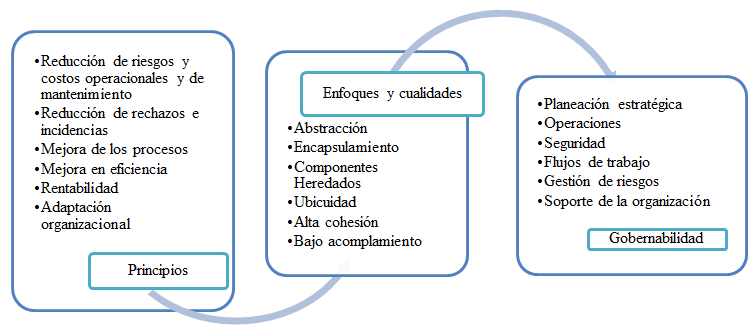 •Reducción de riesgos y
costos operacionales y de
mantenimiento
•Reducción de rechazos e
incidencias
•Mejora de los procesos
•Mejora en eficiencia
•Rentabilidad
•Adaptación
organizacional
Principios
Enfoques y cualidades
•Abstracción
•Encapsulamiento
•Componentes
Heredados
•Ubicuidad
•Alta cohesión
•Bajo acomplamiento
•Planeación estratégica
•Operaciones
•Seguridad
•Flujos de trabajo
•Gestión de riesgos
•Soporte de la organización
Gobernabilidad